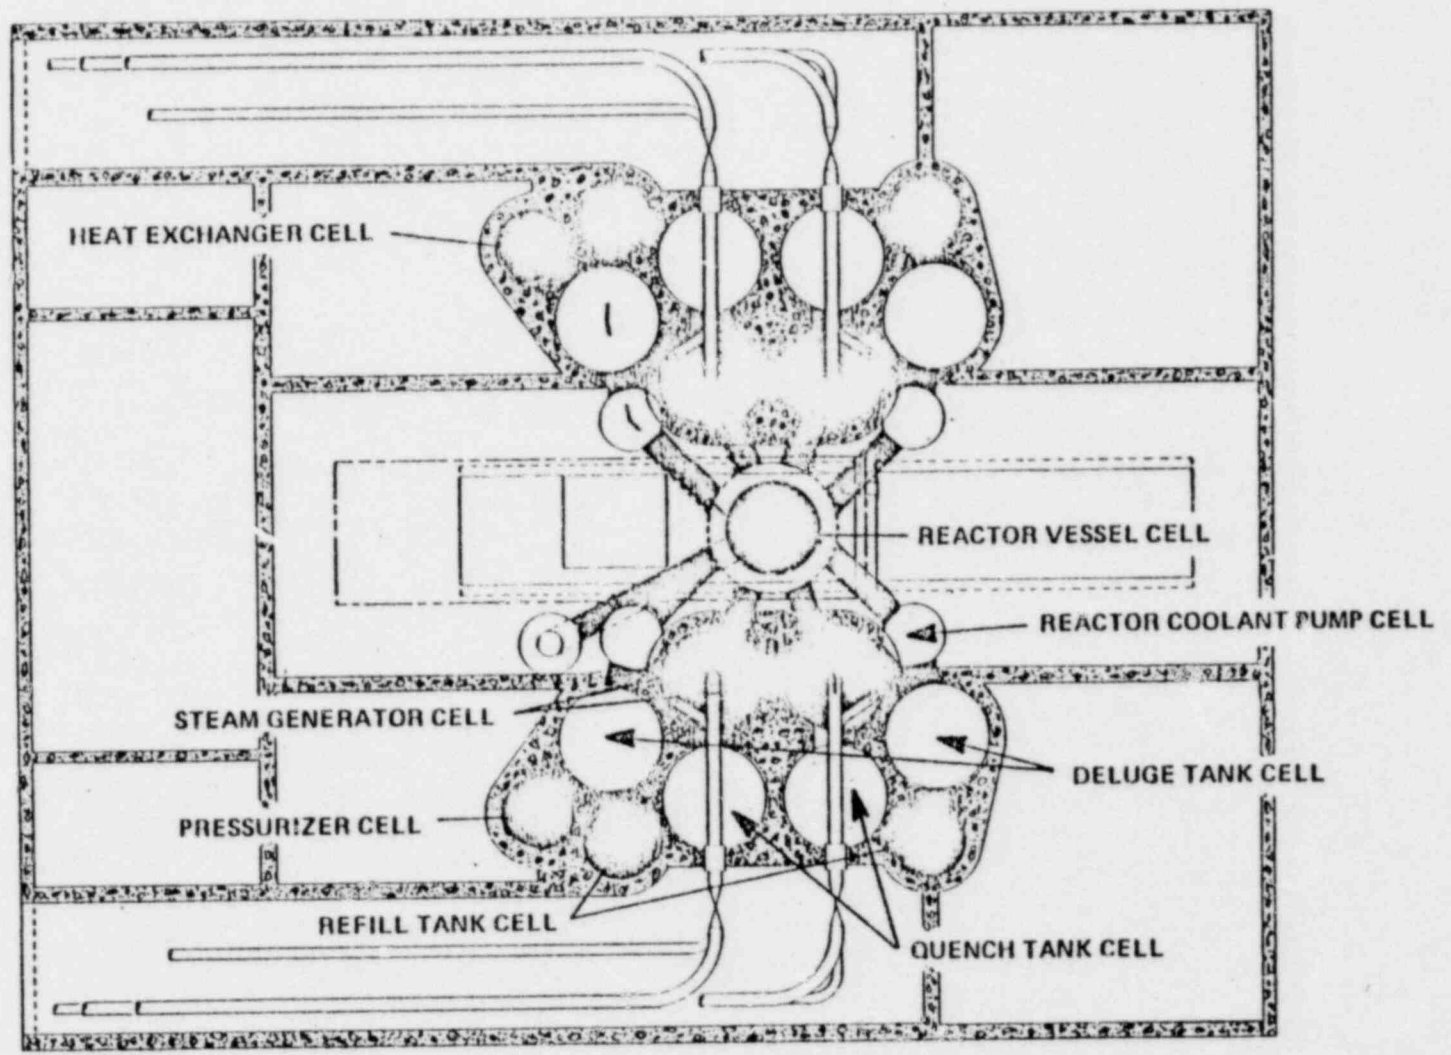 HEAT EXCHANGER CELL
REACTOR VESSEL CELL
REACTOR COOLANT PUMP CELL
STEAM GENERATOR CELL
DELUGE TANK CELL
PRESSURIZER CELL
REFILL TANK CELL
QUENCH TANK CELL